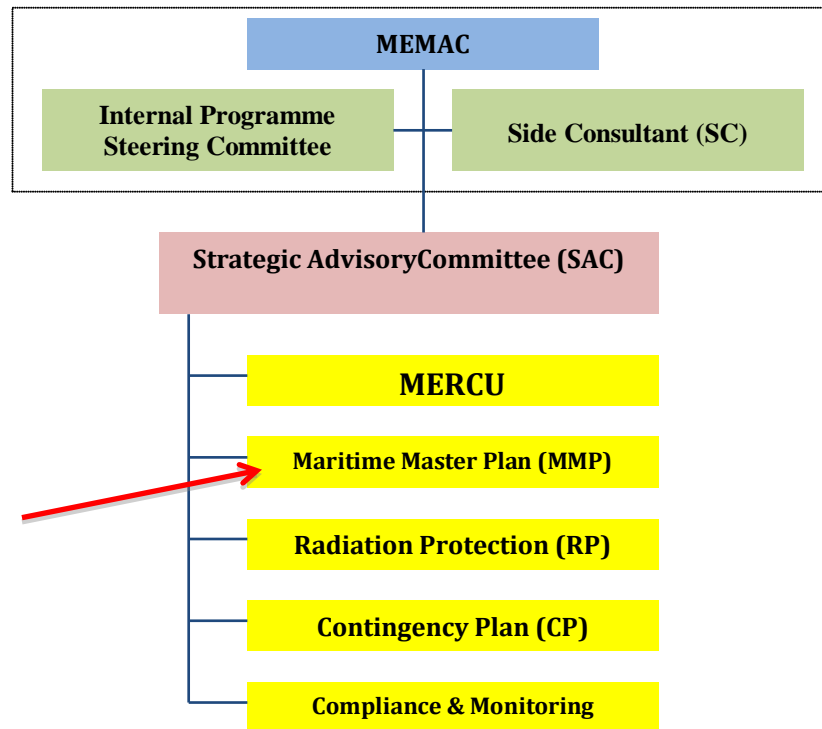 MEMAC
Internal Programme
Steering Committee
Side Consultant (SC)
Strategic AdvisoryCommittee (SAC)
MERCU
Maritime Master Plan (MMP)
Radiation Protection (RP)
Contingency Plan (CP)
Compliance & Monitoring